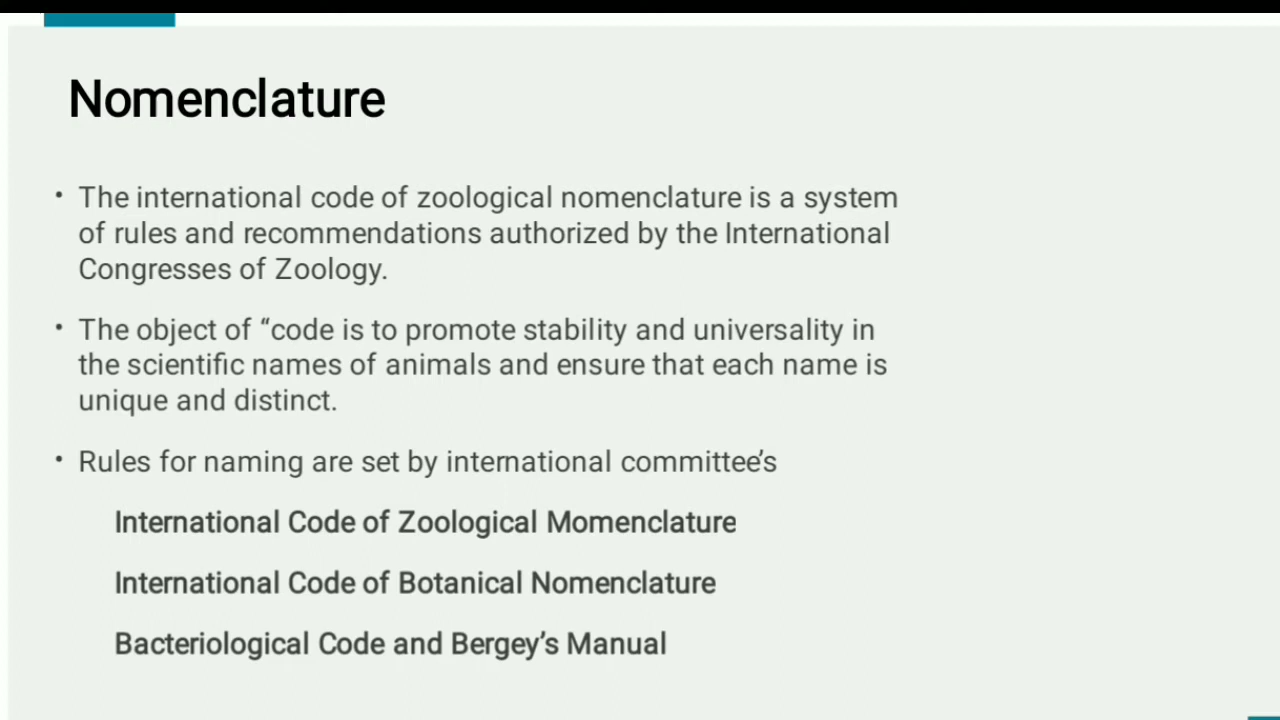 Nomenclature
• The international code of zoological nomenclature is a system
of rules and recommendations authorized by the International
Congresses of Zoology.
• The object of “code is to promote stability and universality in
the scientific names of animals and ensure that each name is
unique and distinct.
• Rules for naming are set by international committee’s
International Code of Zoological Momenclature
International Code of Botanical Nomenclature
Bacteriological Code and Bergey’s Manual